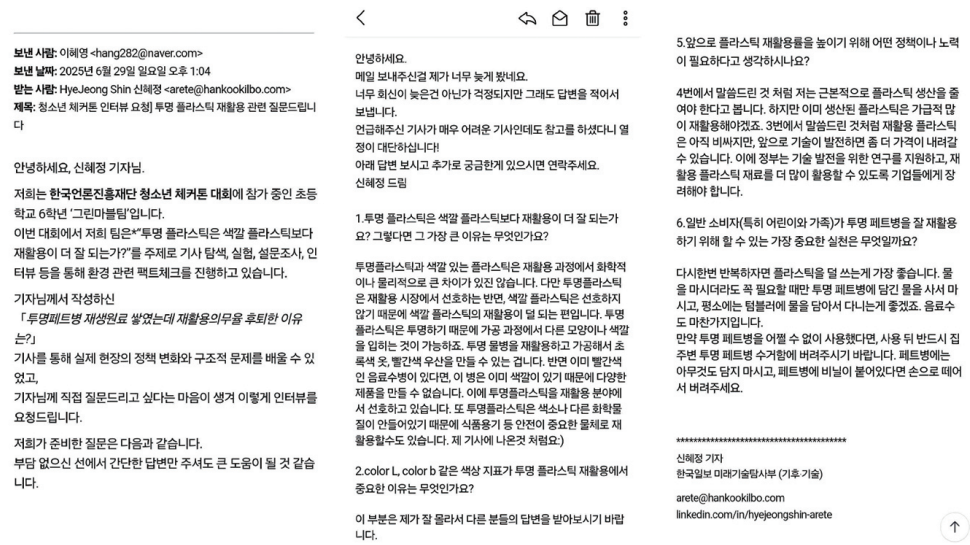 보낸 사람: 이혜영 <hang282@naver.com>
보낸 날짜: 2025년 6월 29일 일요일 오후 1:04
받는 사람: HyeJeong Shin 신혜정 <arete@hankookilbo.com>
제목: 청소년 체커톤 인터뷰 요청] 투명 플라스틱 재활용 관련 질문드립니
다
안녕하세요, 신혜정 기자님.
저희는 한국언론진흥재단 청소년 체커톤 대회에 참가 중인 초등
학교 6학년 '그린마블팀'입니다.
이번 대회에서 저희 팀은*“투명 플라스틱은 색깔 플라스틱보다
재활용이 더 잘 되는가?”를 주제로 기사 탐색, 실험, 설문조사, 인
터뷰 등을 통해 환경 관련 팩트체크를 진행하고 있습니다.
기자님께서 작성하신
「투명페트병 재생원료 쌓였는데 재활용의무율 후퇴한 이유
는?」
기사를 통해 실제 현장의 정책 변화와 구조적 문제를 배울 수 있
었고,
기자님께 직접 질문드리고 싶다는 마음이 생겨 이렇게 인터뷰를
요청드립니다.
저희가 준비한 질문은 다음과 같습니다.
부담 없으신 선에서 간단한 답변만 주셔도 큰 도움이 될 것 같습
니다.
안녕하세요.
메일 보내주신걸 제가 너무 늦게 봤네요.
너무 회신이 늦은건 아닌가 걱정되지만 그래도 답변을 적어서
보냅니다.
언급해주신 기사가 매우 어려운 기사인데도 참고를 하셨다니 열
정이 대단하십니다!
아래 답변 보시고 추가로 궁금한게 있으시면 연락주세요.
신혜정 드림
1.투명 플라스틱은 색깔 플라스틱보다 재활용이 더 잘 되는가
요? 그렇다면 그 가장 큰 이유는 무엇인가요?
투명플라스틱과 색깔 있는 플라스틱은 재활용 과정에서 화학적
이나 물리적으로 큰 차이가 있진 않습니다. 다만 투명플라스틱
은 재활용 시장에서 선호하는 반면, 색깔 플라스틱은 선호하지
않기 때문에 색깔 플라스틱의 재활용이 덜 되는 편입니다. 투명
플라스틱은 투명하기 때문에 가공 과정에서 다른 모양이나 색깔
을 입히는 것이 가능하죠. 투명 물병을 재활용하고 가공해서 초
록색 옷, 빨간색 우산을 만들 수 있는 겁니다. 반면 이미 빨간색
인 음료수병이 있다면, 이 병은 이미 색깔이 있기 때문에 다양한
제품을 만들 수 없습니다. 이에 투명플라스틱을 재활용 분야에
서 선호하고 있습니다. 또 투명플라스틱은 색소나 다른 화학물
질이 안들어있기 때문에 식품용기 등 안전이 중요한 물체로 재
활용할수도 있습니다. 제 기사에 나온것 처럼요:)
2.color L, color b 같은 색상 지표가 투명 플라스틱 재활용에서
중요한 이유는 무엇인가요?
이 부분은 제가 잘 몰라서 다른 분들의 답변을 받아보시기 바랍
니다.
5.앞으로 플라스틱 재활용률을 높이기 위해 어떤 정책이나 노력
이 필요하다고 생각하시나요?
4번에서 말씀드린 것 처럼 저는 근본적으로 플라스틱 생산을 줄
여야 한다고 봅니다. 하지만 이미 생산된 플라스틱은 가급적 많
이 재활용해야겠죠. 3번에서 말씀드린 것처럼 재활용 플라스틱
은 아직 비싸지만, 앞으로 기술이 발전하면 좀 더 가격이 내려갈
수 있습니다. 이에 정부는 기술 발전을 위한 연구를 지원하고, 재
활용 플라스틱 재료를 더 많이 활용할 수 있도록 기업들에게 장
려해야 합니다.
6.일반 소비자(특히 어린이와 가족)가 투명 페트병을 잘 재활용
하기 위해 할 수 있는 가장 중요한 실천은 무엇일까요?
다시한번 반복하자면 플라스틱을 덜 쓰는게 가장 좋습니다. 물
을 마시더라도 꼭 필요할 때만 투명 페트병에 담긴 물을 사서 마
시고, 평소에는 텀블러에 물을 담아서 다니는게 좋겠죠. 음료수
도 마찬가지입니다.
만약 투명 페트병을 어쩔 수 없이 사용했다면, 사용 뒤 반드시 집
주변 투명 페트병 수거함에 버려주시기 바랍니다. 페트병에는
아무것도 담지 마시고, 페트병에 비닐이 붙어있다면 손으로 떼어
서 버려주세요.
****************************************
신혜정 기자
한국일보 미래기술탐사부 (기후·기술)
arete@hankookilbo.com
linkedin.com/in/hyejeongshin-arete